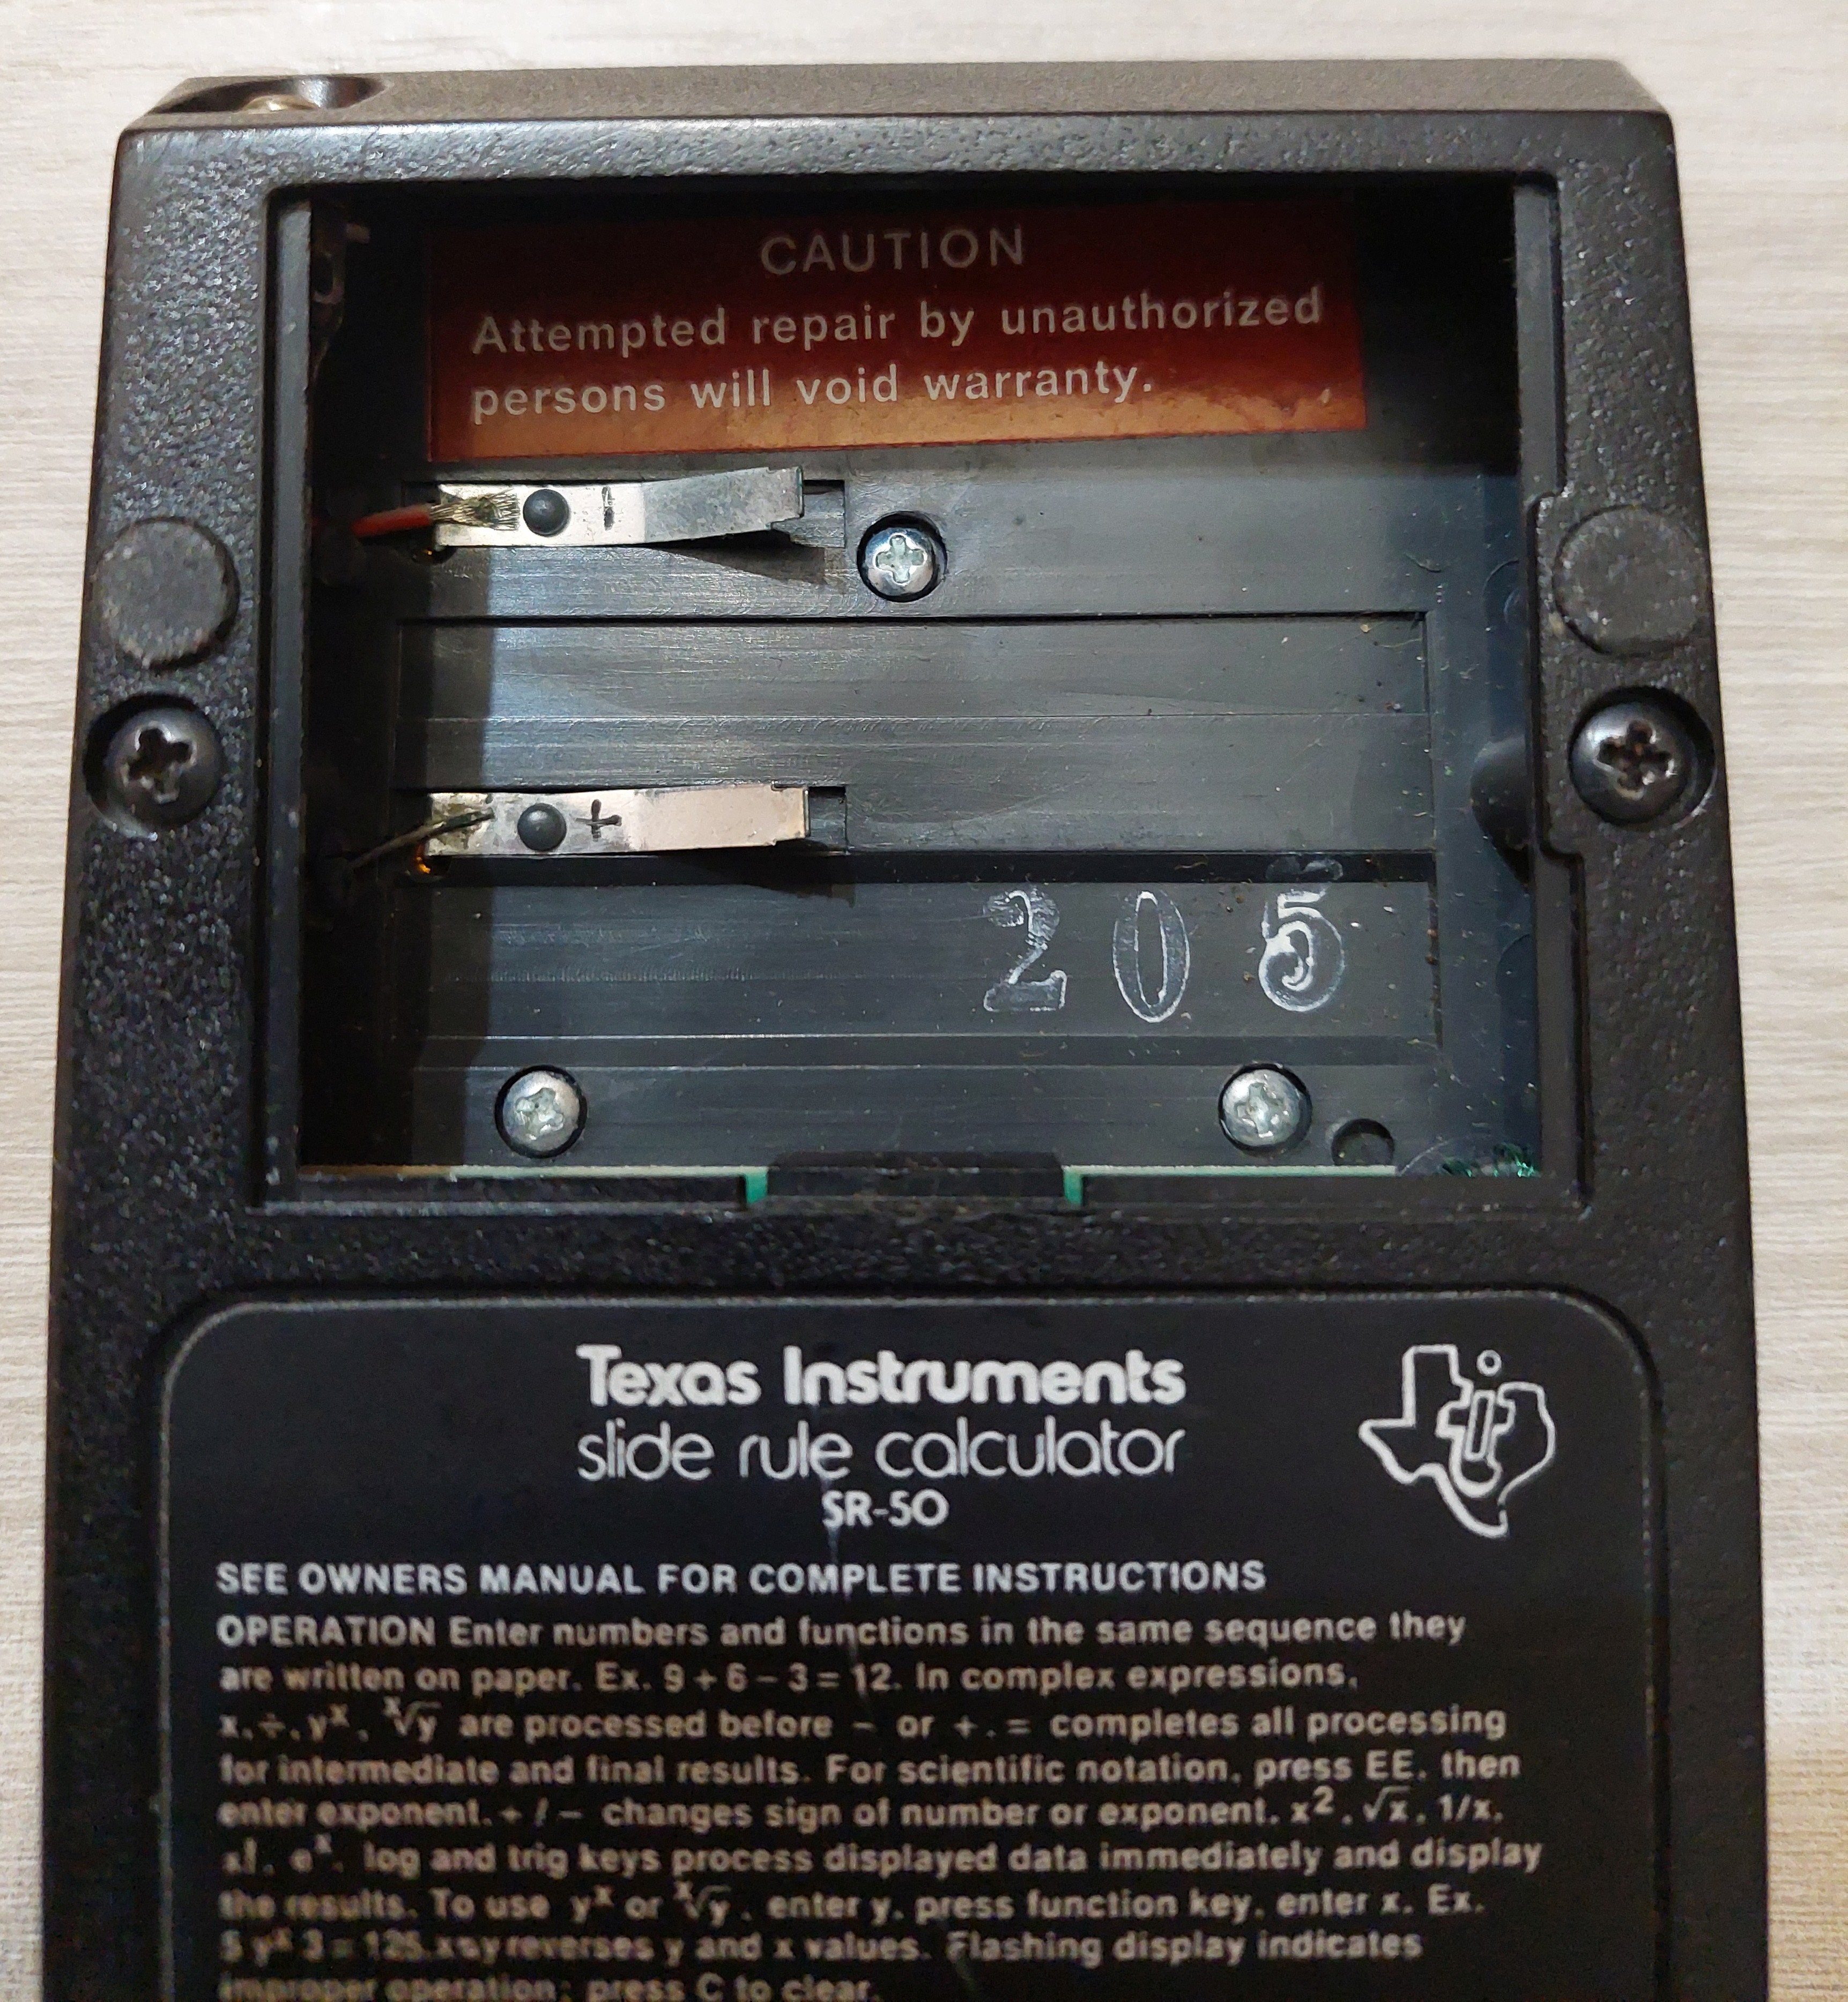 CAUTION
Attempted repair by unauthorized
persons will void warranty.
-
+
205
Texas Instruments
slide rule calculator
SR-50
SEE OWNERS MANUAL FOR COMPLETE INSTRUCTIONS
OPERATION Enter numbers and functions in the same sequence they
are written on paper. Ex. 9 + 6 - 3 = 12. In complex expressions,
x, ÷, yˣ, ˣ√y are processed before - or +. = completes all processing
for intermediate and final results. For scientific notation, press EE, then
enter exponent. + / - changes sign of number or exponent. x², √x, 1/x,
x!, eˣ, log and trig keys process displayed data immediately and display
the results. To use yˣ or ˣ√y, enter y, press function key, enter x. Ex.
5 yˣ 3 = 125. x:y reverses y and x values. Flashing display indicates
improper operation; press C to clear.